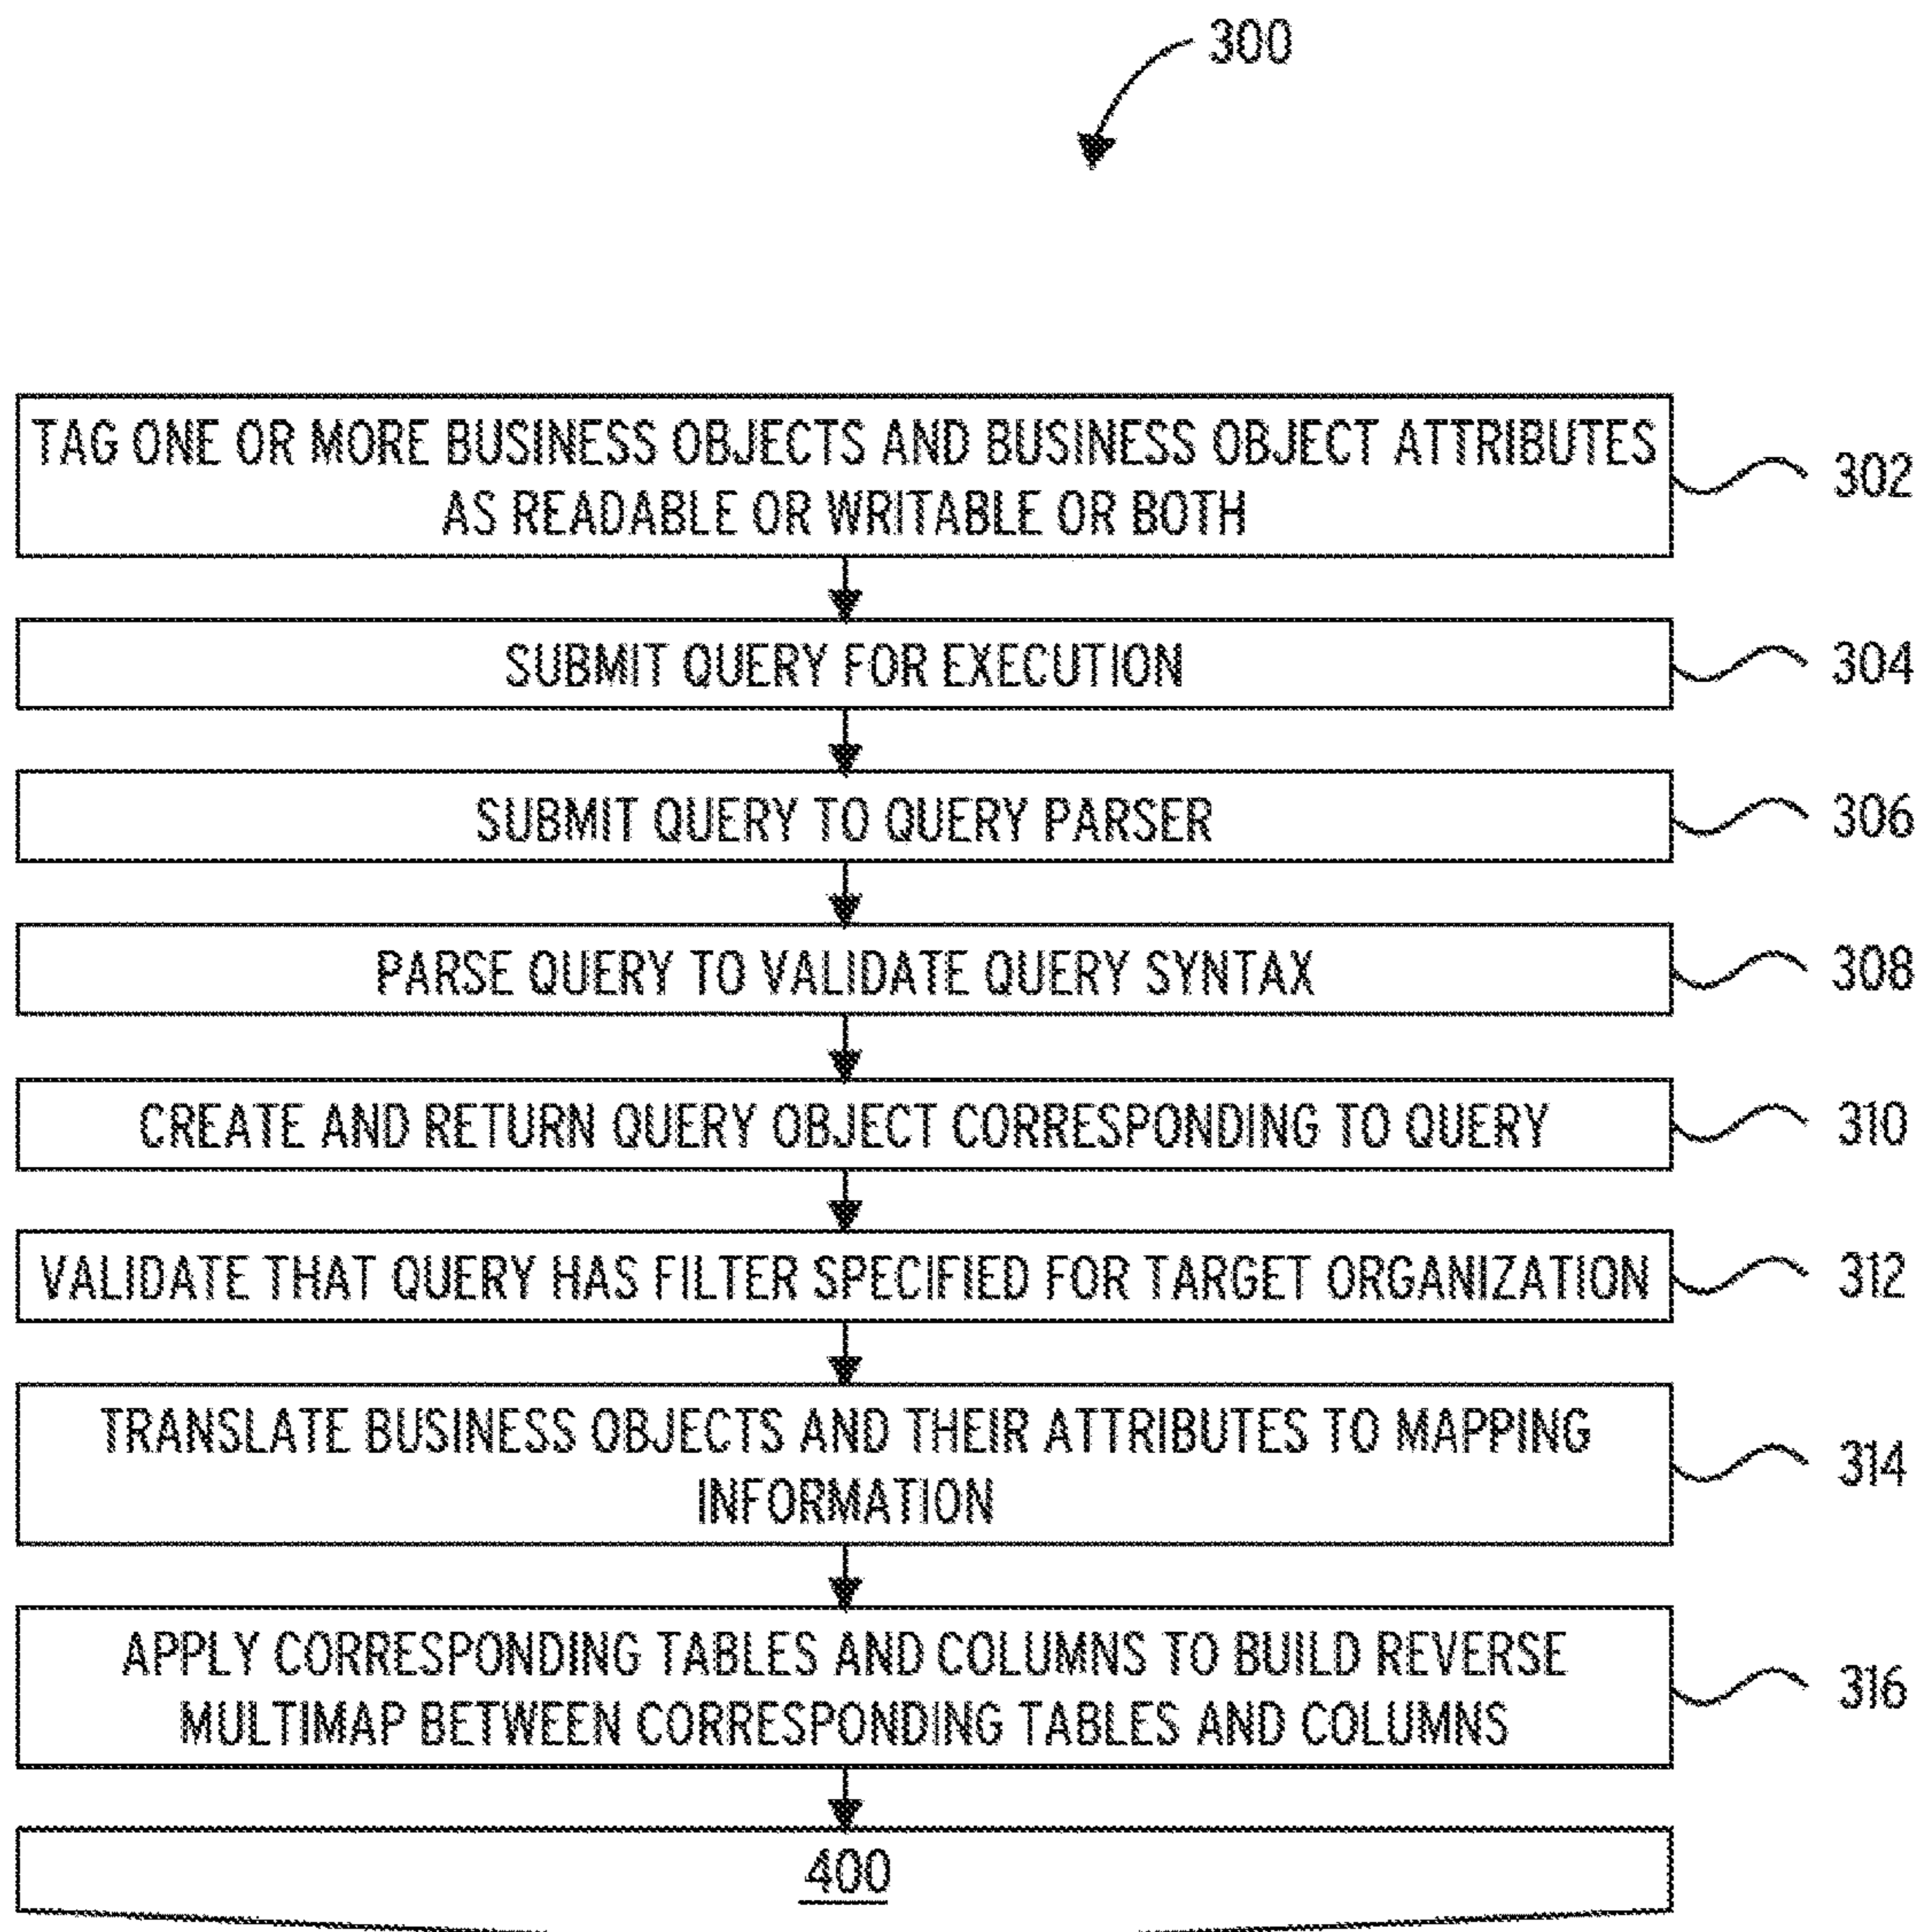 300
TAG ONE OR MORE BUSINESS OBJECTS AND BUSINESS OBJECT ATTRIBUTES
AS READABLE OR WRITABLE OR BOTH
302
SUBMIT QUERY FOR EXECUTION
304
SUBMIT QUERY TO QUERY PARSER
306
PARSE QUERY TO VALIDATE QUERY SYNTAX
308
CREATE AND RETURN QUERY OBJECT CORRESPONDING TO QUERY
310
VALIDATE THAT QUERY HAS FILTER SPECIFIED FOR TARGET ORGANIZATION
312
TRANSLATE BUSINESS OBJECTS AND THEIR ATTRIBUTES TO MAPPING
INFORMATION
314
APPLY CORRESPONDING TABLES AND COLUMNS TO BUILD REVERSE
MULTIMAP BETWEEN CORRESPONDING TABLES AND COLUMNS
316
400